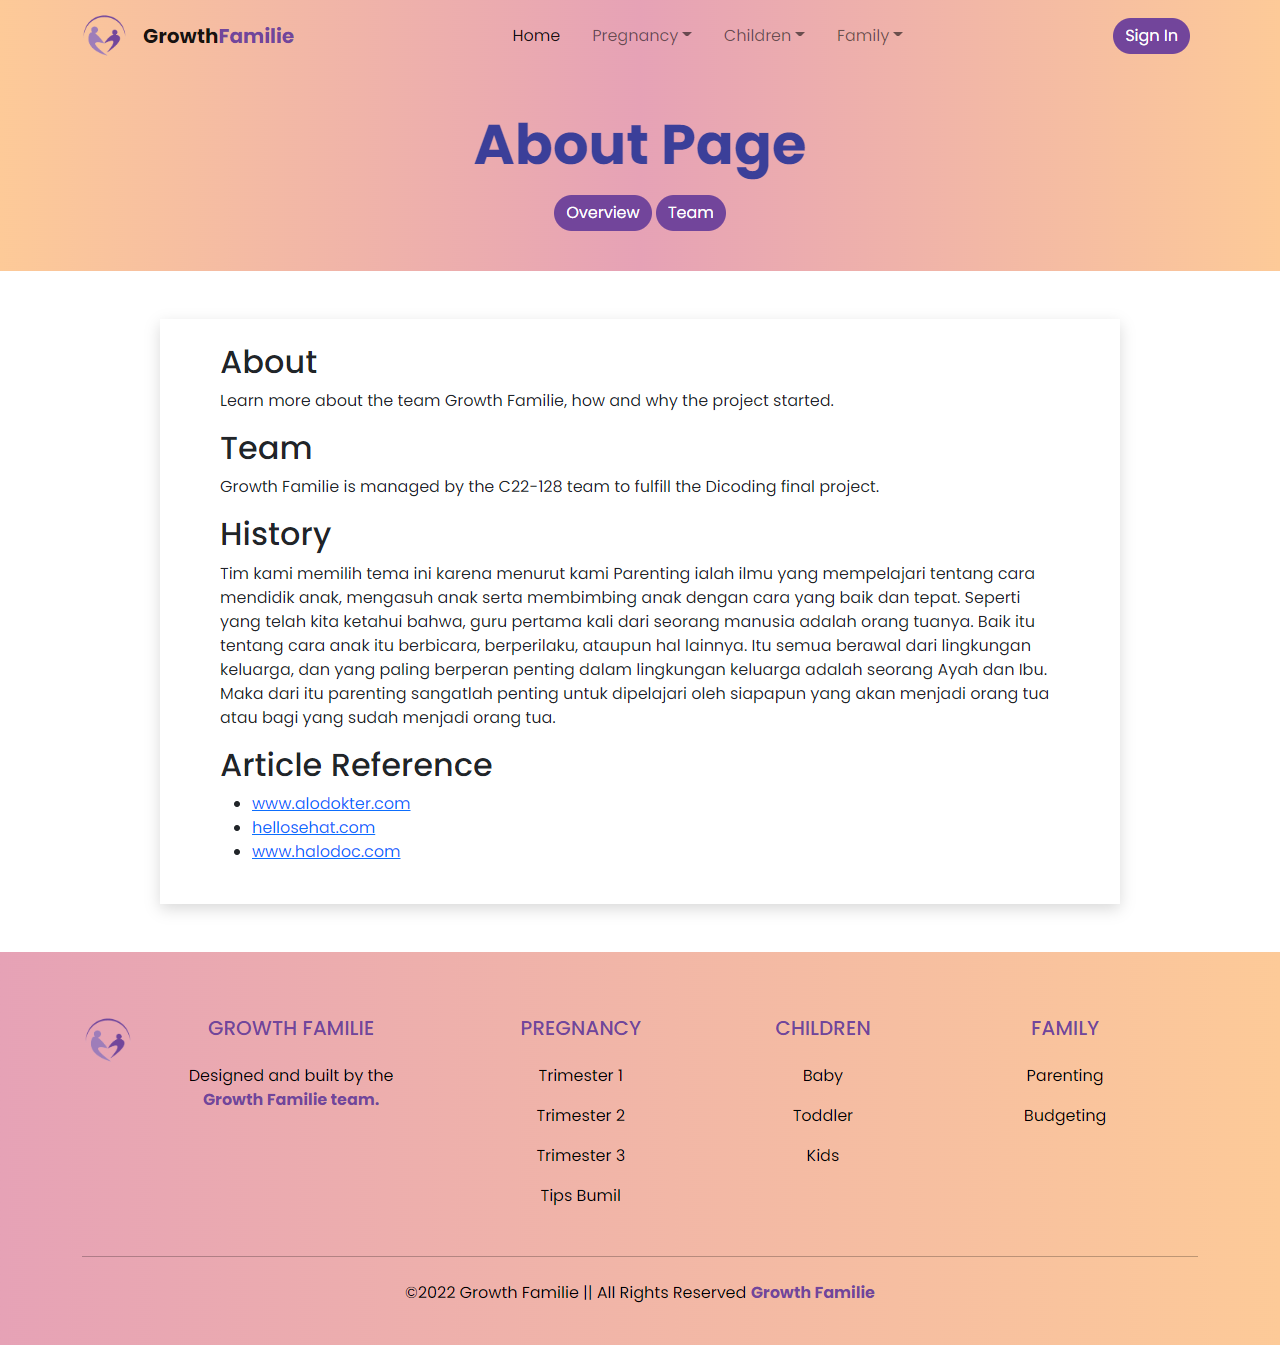 GrowthFamilie
Home Pregnancy Children Family
Sign In
About Page
Overview Team
About
Learn more about the team Growth Familie, how and why the project started.
Team
Growth Familie is managed by the C22-128 team to fulfill the Dicoding final project.
History
Tim kami memilih tema ini karena menurut kami Parenting ialah ilmu yang mempelajari tentang cara
mendidik anak, mengasuh anak serta membimbing anak dengan cara yang baik dan tepat. Seperti
yang telah kita ketahui bahwa, guru pertama kali dari seorang manusia adalah orang tuanya. Baik itu
tentang cara anak itu berbicara, berperilaku, ataupun hal lainnya. Itu semua berawal dari lingkungan
keluarga, dan yang paling berperan penting dalam lingkungan keluarga adalah seorang Ayah dan Ibu.
Maka dari itu parenting sangatlah penting untuk dipelajari oleh siapapun yang akan menjadi orang tua
atau bagi yang sudah menjadi orang tua.
Article Reference
www.alodokter.com
hellosehat.com
www.halodoc.com
GROWTH FAMILIE
Designed and built by the
Growth Familie team.
PREGNANCY
Trimester 1
Trimester 2
Trimester 3
Tips Bumil
CHILDREN
Baby
Toddler
Kids
FAMILY
Parenting
Budgeting
©2022 Growth Familie || All Rights Reserved Growth Familie